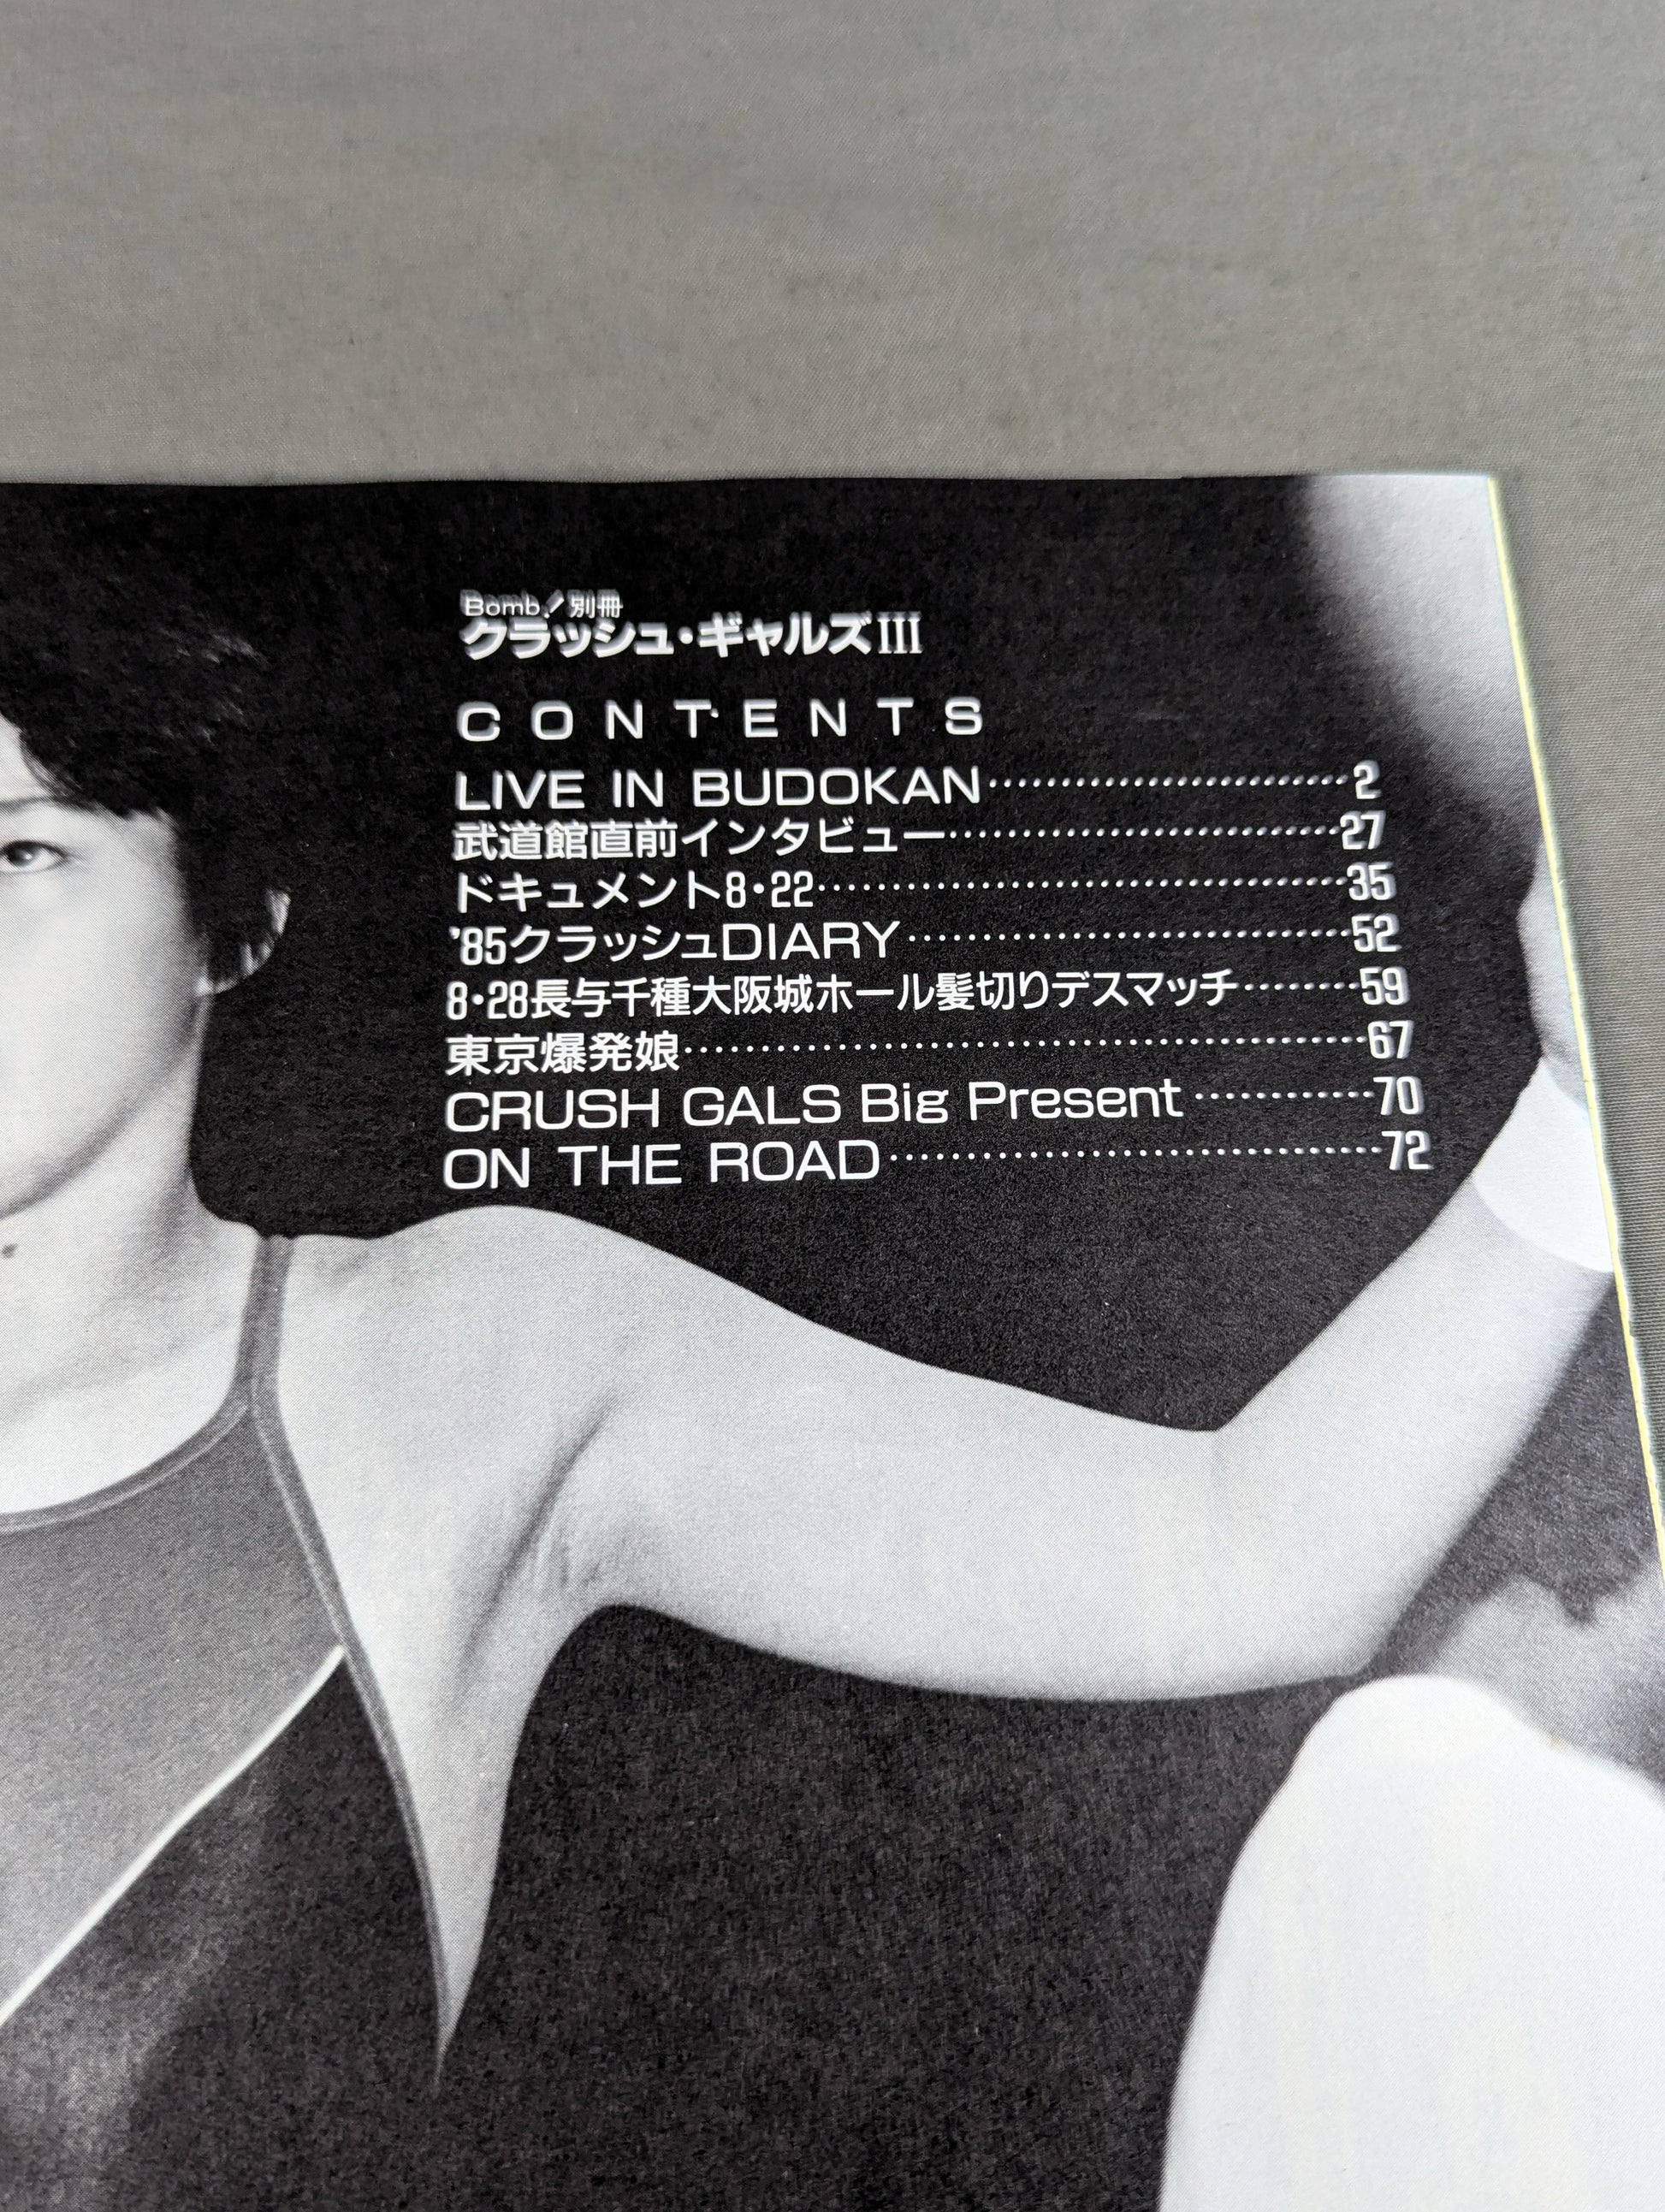 Bomb!別冊
クラッシュ・ギャルズIII
CONTENTS
LIVE IN BUDOKAN……………………2
武道館直前インタビュー……………………27
ドキュメント8・22……………………35
'85クラッシュDIARY……………………52
8・28長与千種大阪城ホール髪切りデスマッチ………59
東京爆発娘……………………67
CRUSH GALS Big Present…………70
ON THE ROAD……………………72